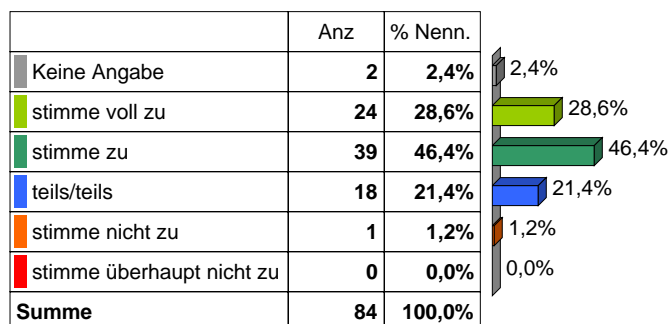 Anz % Nenn.
Keine Angabe 2 2,4% 2,4%
stimme voll zu 24 28,6% 28,6%
stimme zu 39 46,4% 46,4%
teils/teils 18 21,4% 21,4%
stimme nicht zu 1 1,2% 1,2%
stimme überhaupt nicht zu 0 0,0% 0,0%
Summe 84 100,0%